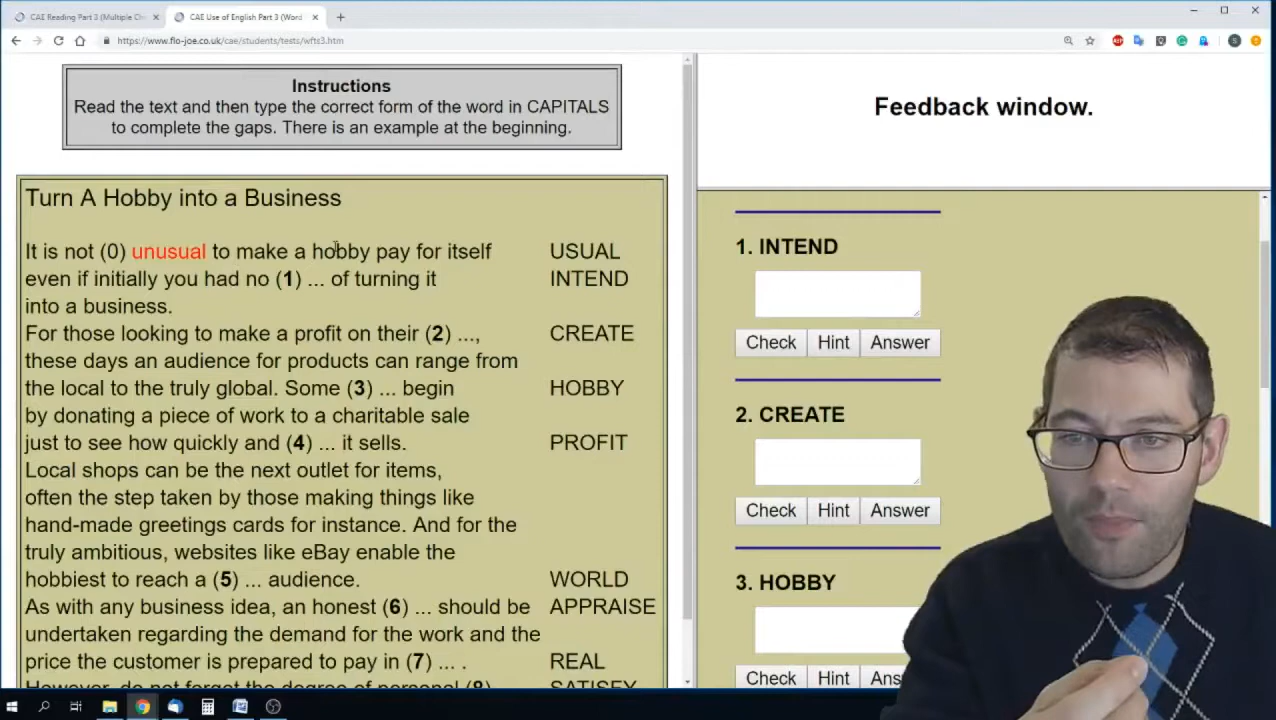 CAE Reading Part 3 (Multiple Ch
CAE Use of English Part 3 (Word
https://www.flo-joe.co.uk/cae/students/tests/wfts3.htm
Instructions
Read the text and then type the correct form of the word in CAPITALS
to complete the gaps. There is an example at the beginning.
Feedback window.
Turn A Hobby into a Business
It is not (0) unusual to make a hobby pay for itself USUAL
even if initially you had no (1) ... of turning it INTEND
into a business.
For those looking to make a profit on their (2) ..., CREATE
these days an audience for products can range from
the local to the truly global. Some (3) ... begin HOBBY
by donating a piece of work to a charitable sale
just to see how quickly and (4) ... it sells. PROFIT
Local shops can be the next outlet for items,
often the step taken by those making things like
hand-made greetings cards for instance. And for the
truly ambitious, websites like eBay enable the
hobbiest to reach a (5) ... audience. WORLD
As with any business idea, an honest (6) ... should be APPRAISE
undertaken regarding the demand for the work and the
price the customer is prepared to pay in (7) ... . REAL
However, do not forget the degree of personal (8) SATISFY
1. INTEND
Check Hint Answer
2. CREATE
Check Hint Answer
3. HOBBY
Check Hint Ans